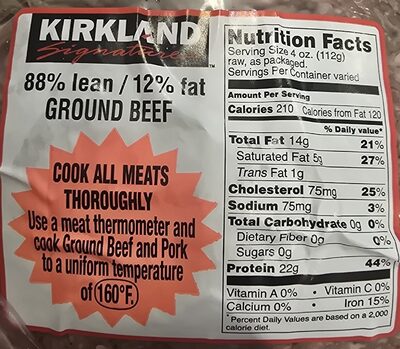 KIRKLAND
Signature
88% lean / 12% fat
GROUND BEEF
COOK ALL MEATS
THOROUGHLY
Use a meat thermometer and
cook Ground Beef and Pork
to a uniform temperature
of 160°F.
Nutrition Facts
Serving Size 4 oz. (112g)
raw, as packaged.
Servings Per Container varied
Amount Per Serving
Calories 210 Calories from Fat 120
% Daily value*
Total Fat 14g 21%
Saturated Fat 5g 27%
Trans Fat 1g
Cholesterol 75mg 25%
Sodium 75mg 3%
Total Carbohydrate 0g 0%
Dietary Fiber 0g 0%
Sugars 0g
Protein 22g 44%
Vitamin A 0% • Vitamin C 0%
Calcium 0% • Iron 15%
*Percent Daily Values are based on a 2,000
calorie diet.